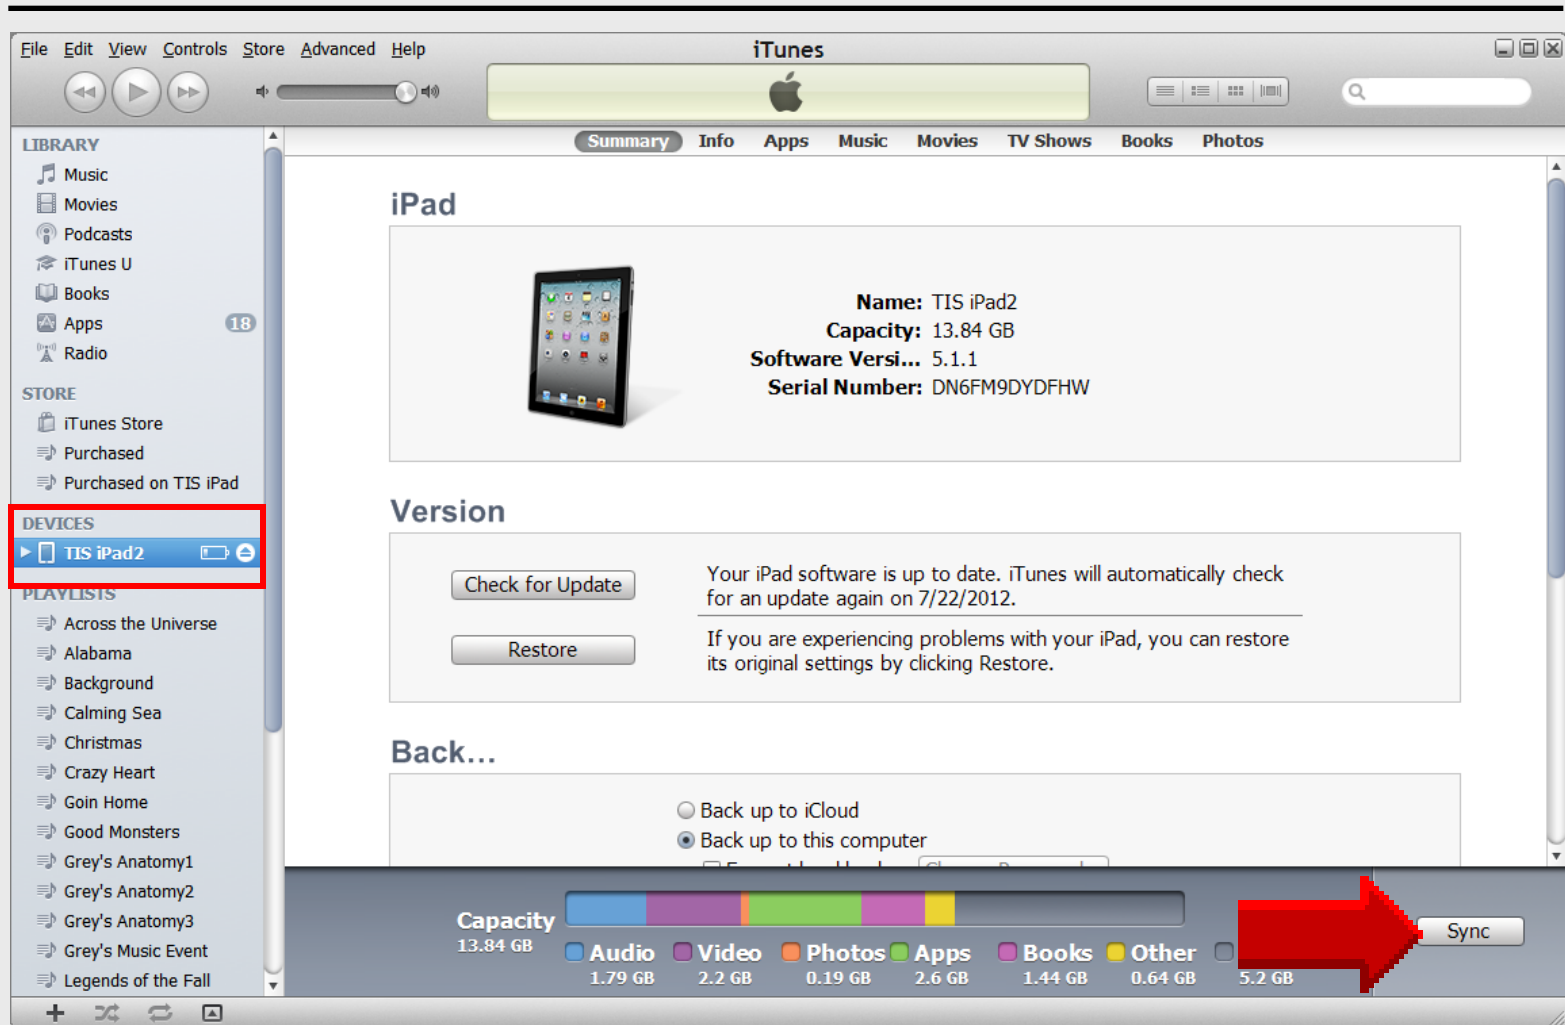 File Edit View Controls Store Advanced Help
iTunes
LIBRARY
Music
Movies
Podcasts
iTunes U
Books
Apps 18
Radio
STORE
iTunes Store
Purchased
Purchased on TIS iPad
DEVICES
TIS iPad2
PLAYLISTS
Across the Universe
Alabama
Background
Calming Sea
Christmas
Crazy Heart
Goin Home
Good Monsters
Grey's Anatomy1
Grey's Anatomy2
Grey's Anatomy3
Grey's Music Event
Legends of the Fall
Summary Info Apps Music Movies TV Shows Books Photos
iPad
Name: TIS iPad2
Capacity: 13.84 GB
Software Versi... 5.1.1
Serial Number: DN6FM9DYDFHW
Version
Check for Update
Your iPad software is up to date. iTunes will automatically check
for an update again on 7/22/2012.
Restore
If you are experiencing problems with your iPad, you can restore
its original settings by clicking Restore.
Back...
Back up to iCloud
Back up to this computer
Capacity
13.84 GB
Audio Video Photos Apps Books Other
1.79 GB 2.2 GB 0.19 GB 2.6 GB 1.44 GB 0.64 GB 5.2 GB
Sync